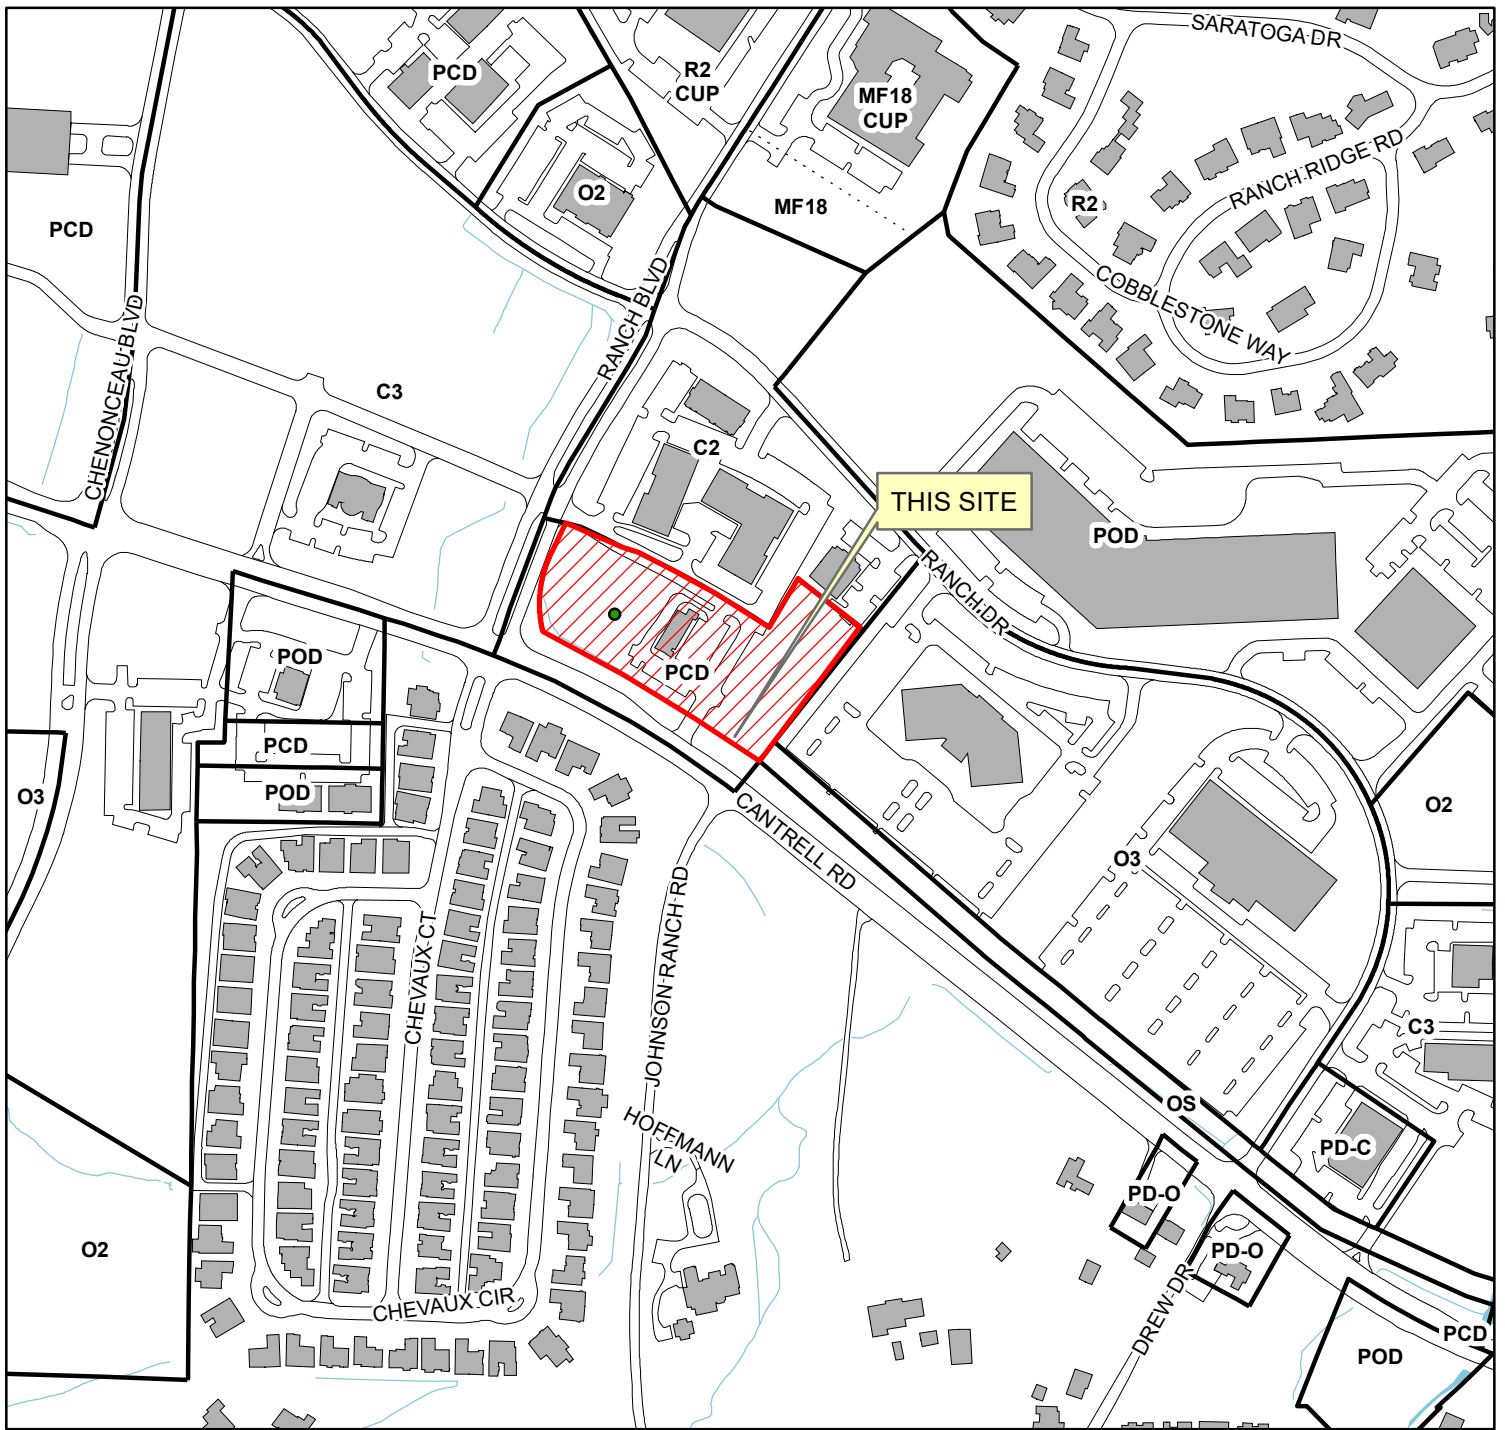 SARATOGA DR
PCD
R2
CUP
MF18
CUP
RANCH RIDGE RD
O2
MF18
R2
PCD
COBBLESTONE WAY
RANCH BLVD
CHENONCEAU BLVD
C3
C2
THIS SITE
POD
RANCH DR
POD
PCD
PCD
POD
O3
CANTRELL RD
O2
O3
CHEVAUX CT
JOHNSON RANCH RD
C3
OS
HOFFMANN
LN
PD-C
PD-O
O2
PD-O
DREW DR
CHEVAUX CIR
PCD
POD